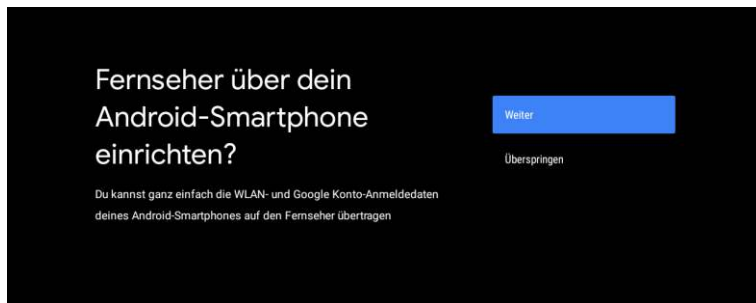 Fernseher über dein
Android-Smartphone
einrichten?
Du kannst ganz einfach die WLAN- und Google Konto-Anmeldedaten
deines Android-Smartphones auf den Fernseher übertragen
Weiter
Überspringen